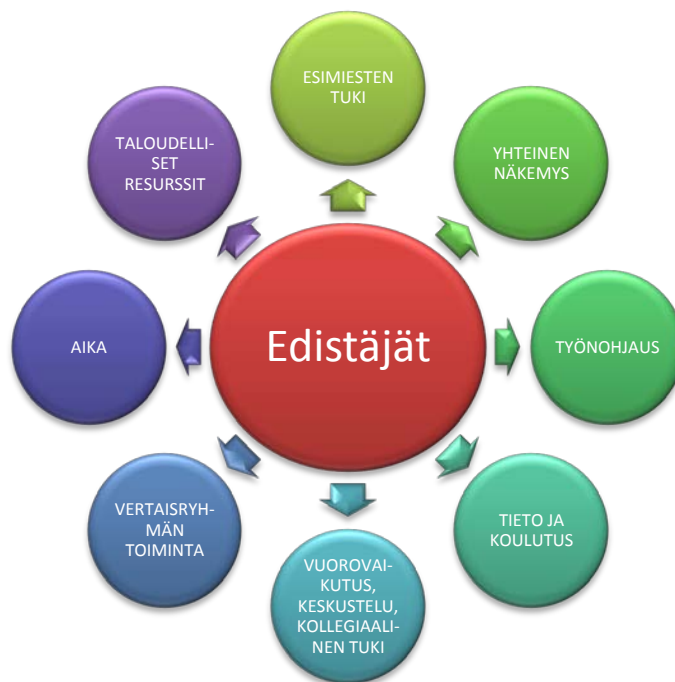 ESIMIESTEN
TUKI
YHTEINEN
NÄKEMYS
TYÖNOHJAUS
TIETO JA
KOULUTUS
VUOROVAI-
KUTUS,
KESKUSTELU,
KOLLEGIAALI-
NEN TUKI
VERTAISRYH-
MÄN
TOIMINTA
AIKA
TALOUDELLI-
SET
RESURSSIT
Edistäjät